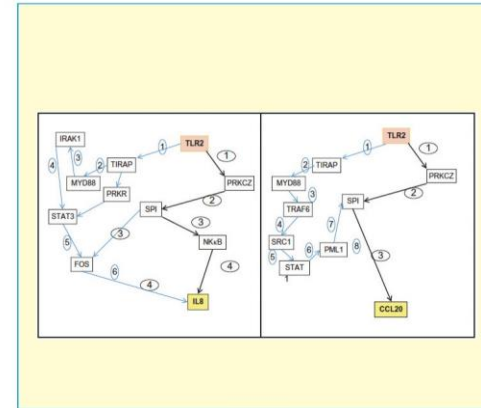 TLR2
IRAK1
1
1
4
3
2
TIRAP
MYD88
PRKCZ
PRKR
2
STAT3
SPI
3
3
NKκB
5
FOS
4
6
4
IL8
TLR2
1
1
2
TIRAP
MYD88
PRKCZ
3
2
TRAF6
SPI
4
7
SRC1
5
6
PML1
8
3
STAT
1
CCL20